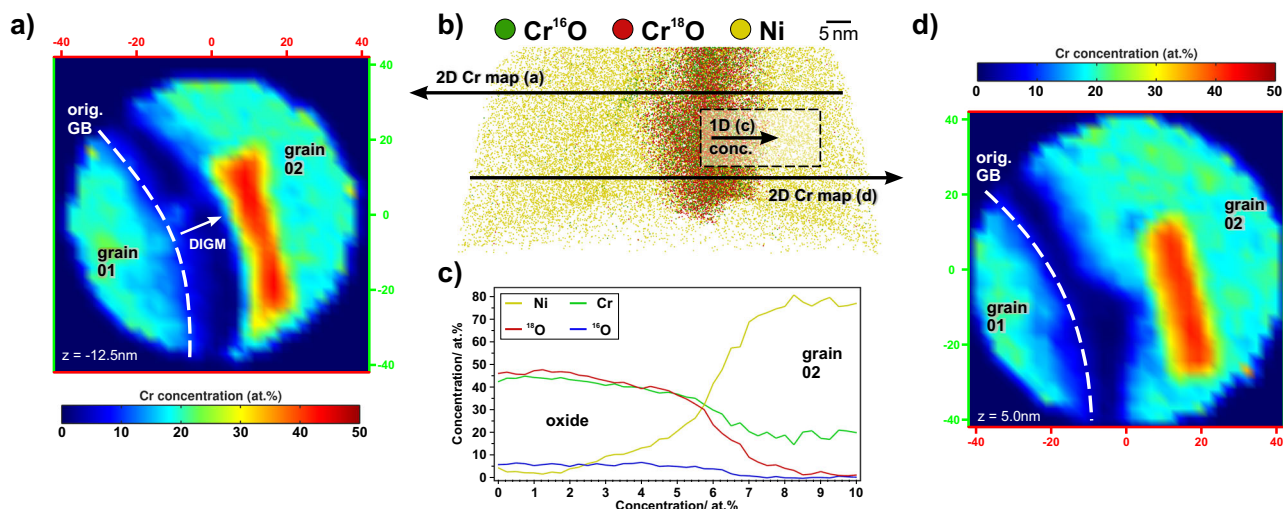 a)
-40 -20 0 20 40
40
20
0
-20
-40
orig.
GB
grain
02
DIGM
grain
01
z = -12.5nm
Cr concentration (at.%)
0 10 20 30 40 50
b)
Cr¹⁶O Cr¹⁸O Ni
5 nm
2D Cr map (a)
1D (c)
conc.
2D Cr map (d)
c)
Concentration/ at.%
80
70
60
50
40
30
20
10
0
Ni Cr
¹⁸O ¹⁶O
grain
02
oxide
0 1 2 3 4 5 6 7 8 9 10
Concentration/ at.%
d)
Cr concentration (at.%)
0 10 20 30 40 50
40
20
0
-20
-40
orig.
GB
grain
02
grain
01
z = 5.0nm
-40 -20 0 20 40